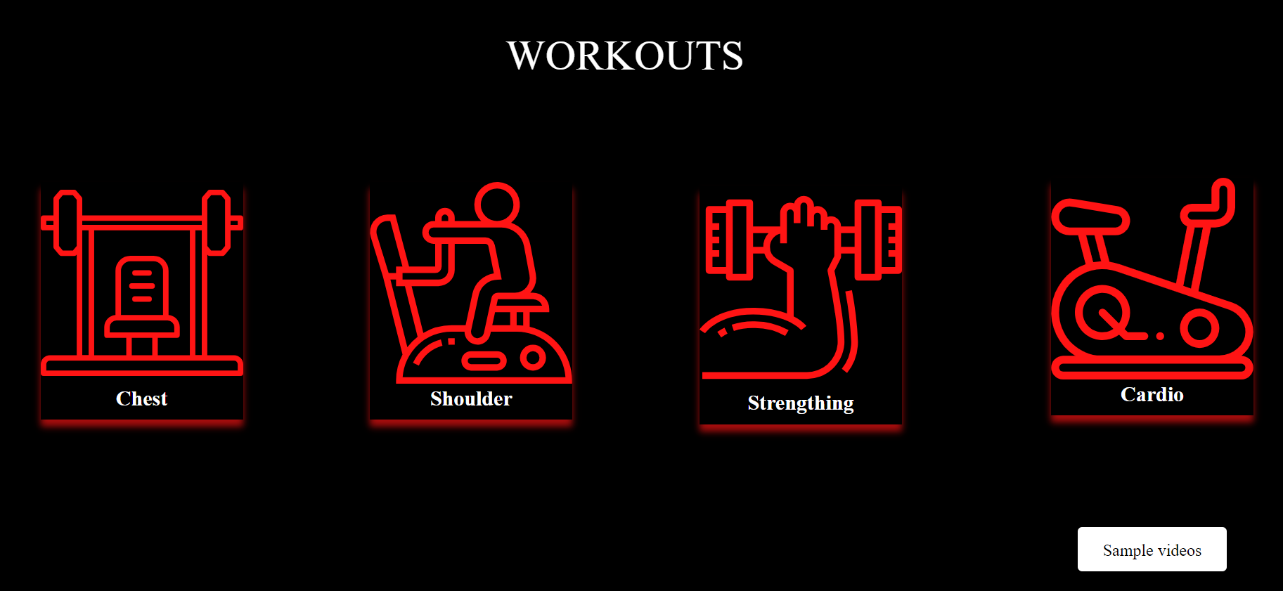 WORKOUTS
Chest
Shoulder
Strengthing
Cardio
Sample videos